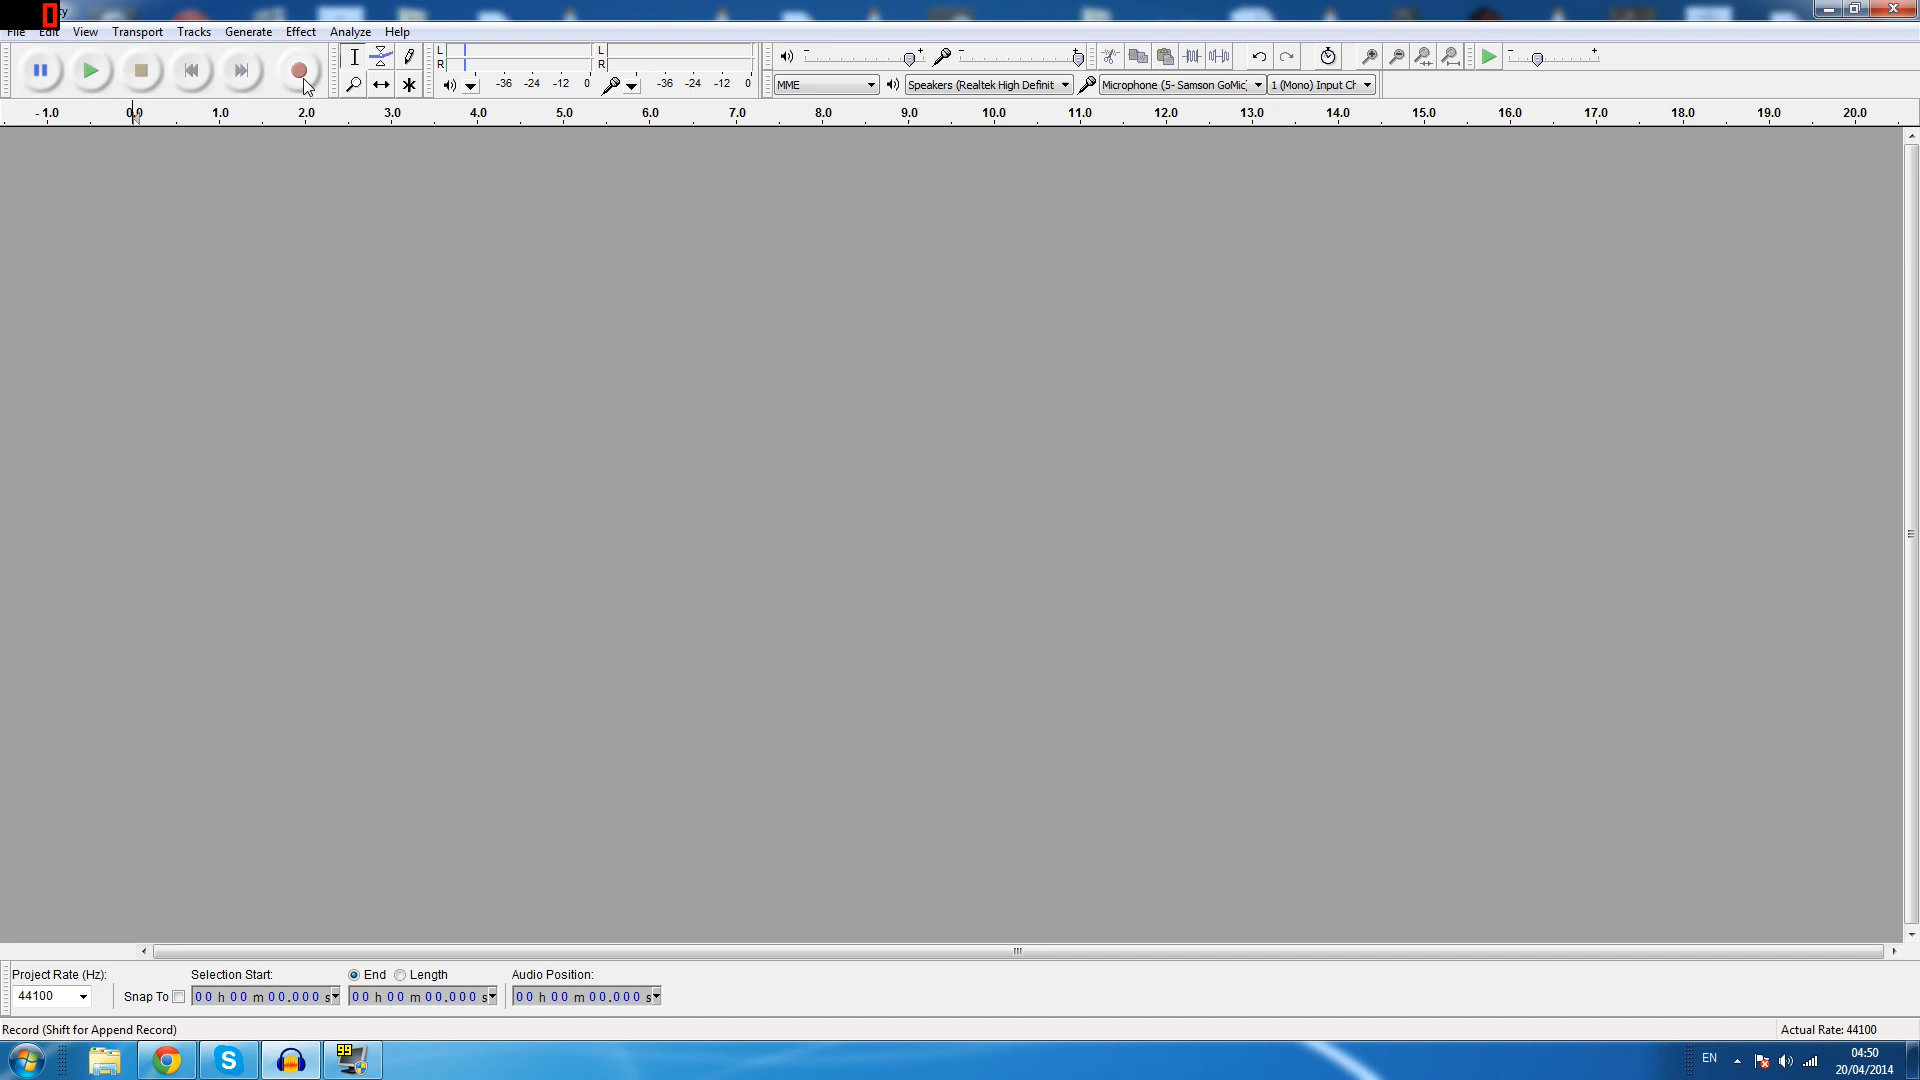 cy
File Edit View Transport Tracks Generate Effect Analyze Help
L
R
L
R
-36 -24 -12 0
-36 -24 -12 0
MME
Speakers (Realtek High Definit
Microphone (5- Samson GoMic)
1 (Mono) Input Ch
- 1.0 0.0 1.0 2.0 3.0 4.0 5.0 6.0 7.0 8.0 9.0 10.0 11.0 12.0 13.0 14.0 15.0 16.0 17.0 18.0 19.0 20.0
Project Rate (Hz): Selection Start: End Length Audio Position:
44100 Snap To 00 h 00 m 00.000 s 00 h 00 m 00.000 s 00 h 00 m 00.000 s
Record (Shift for Append Record) Actual Rate: 44100
99
EN
04:50
20/04/2014